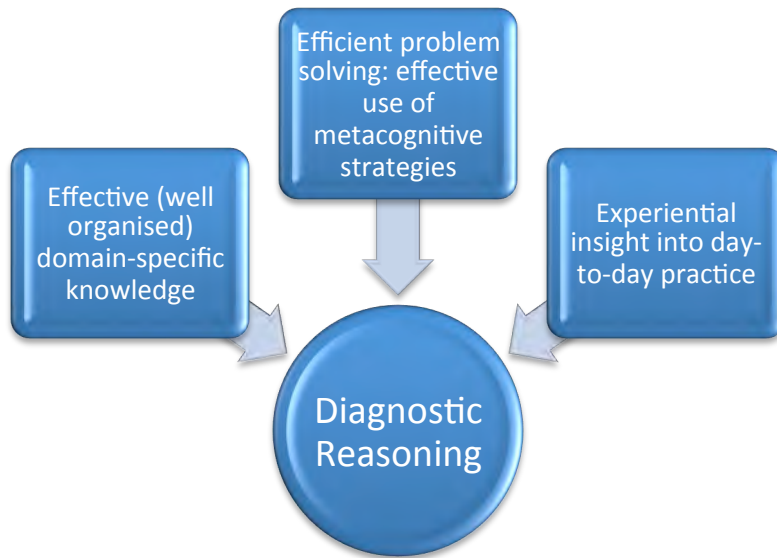 Efficient problem
solving: effective
use of
metacognitive
strategies
Effective (well
organised)
domain-specific
knowledge
Experiential
insight into day-
to-day practice
Diagnostic
Reasoning